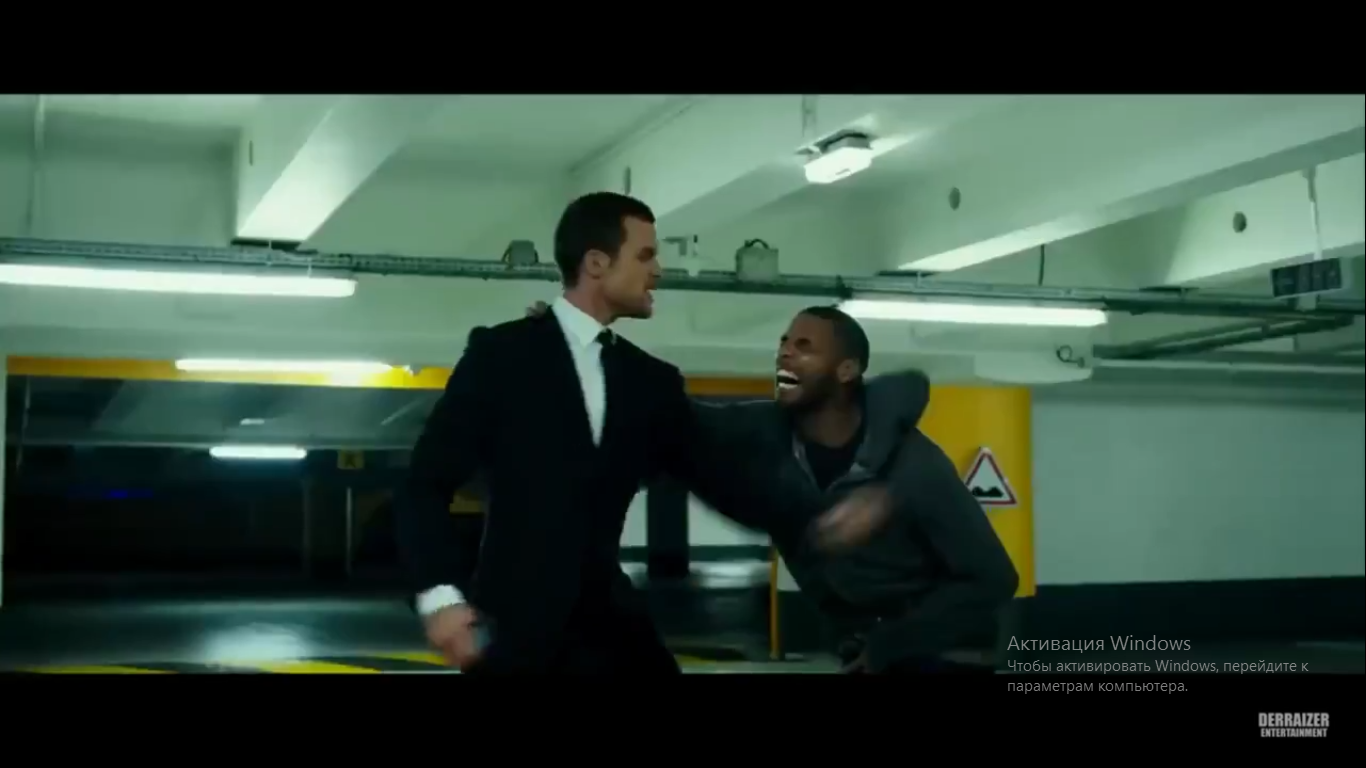 Активация Windows
Чтобы активировать Windows, перейдите к
параметрам компьютера.
DERRAIZER
ENTERTAINMENT